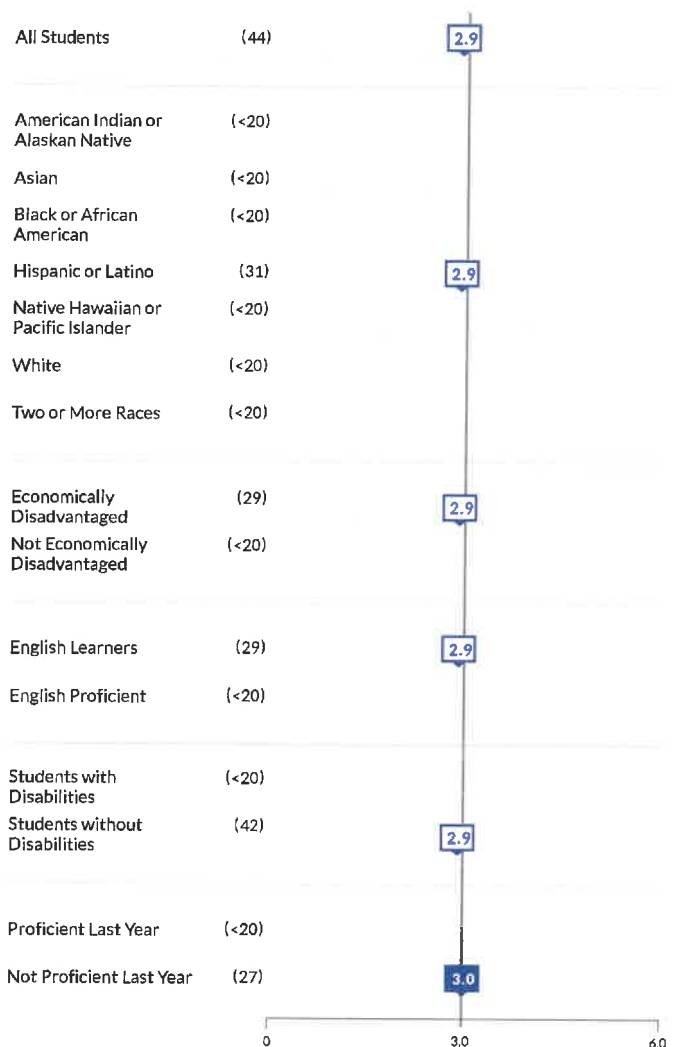 All Students (44) 2.9
American Indian or (<20)
Alaskan Native
Asian (<20)
Black or African (<20)
American
Hispanic or Latino (31) 2.9
Native Hawaiian or (<20)
Pacific Islander
White (<20)
Two or More Races (<20)
Economically (29) 2.9
Disadvantaged
Not Economically (<20)
Disadvantaged
English Learners (29) 2.9
English Proficient (<20)
Students with (<20)
Disabilities
Students without (42) 2.9
Disabilities
Proficient Last Year (<20)
Not Proficient Last Year (27) 3.0
0 3.0 6.0